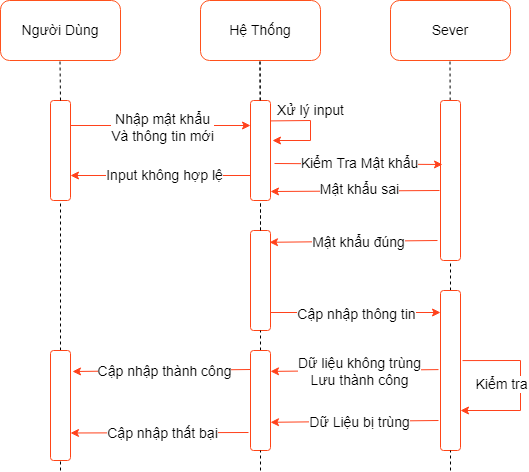 Người Dùng
Hệ Thống
Sever
Nhập mật khẩu
Và thông tin mới
Xử lý input
Kiểm Tra Mật khẩu
Input không hợp lệ
Mật khẩu sai
Mật khẩu đúng
Cập nhập thông tin
Dữ liệu không trùng
Lưu thành công
Cập nhập thành công
Kiểm tra
Dữ Liệu bị trùng
Cập nhập thất bại